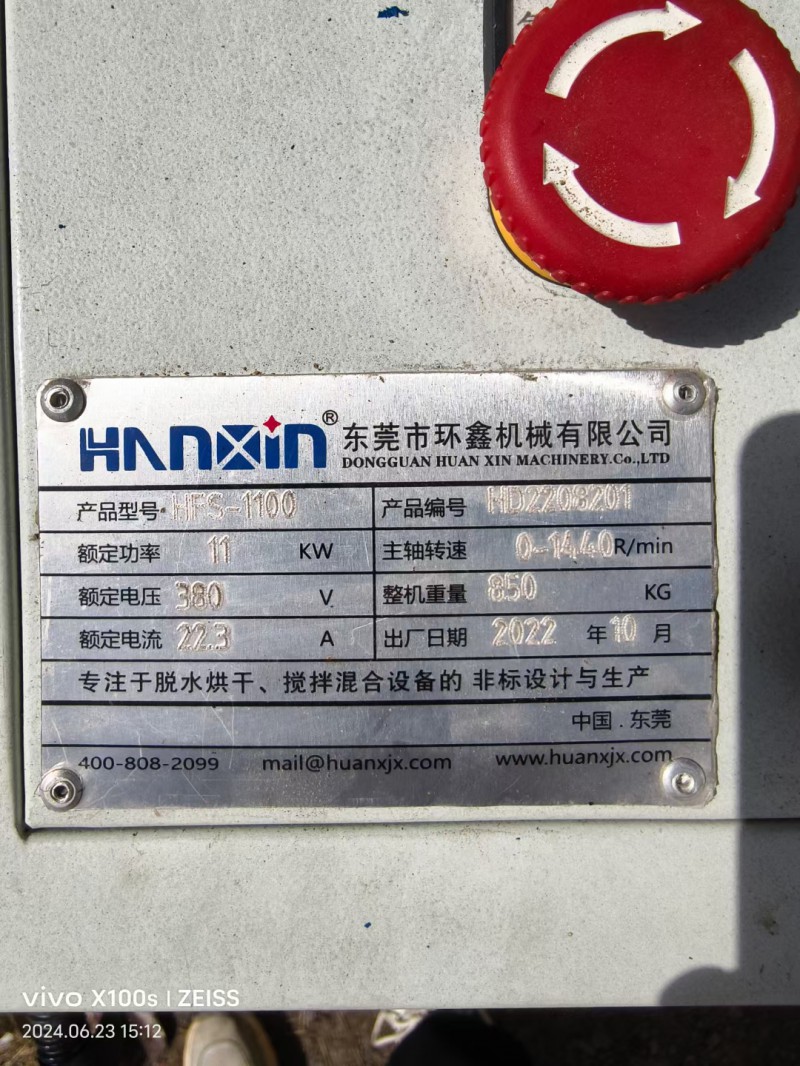 HANXIN® 东莞市环鑫机械有限公司
DONGGUAN HUAN XIN MACHINERY.Co.,LTD
产品型号 HFS-1100 产品编号 HD2208201
额定功率 11 KW 主轴转速 0-1440R/min
额定电压 380 V 整机重量 850 KG
额定电流 22.3 A 出厂日期 2022 年10 月
专注于脱水烘干、搅拌混合设备的 非标设计与生产
中国 . 东莞
400-808-2099 mail@huanxjx.com www.huanxjx.com
vivo X100s | ZEISS
2024.06.23 15:12